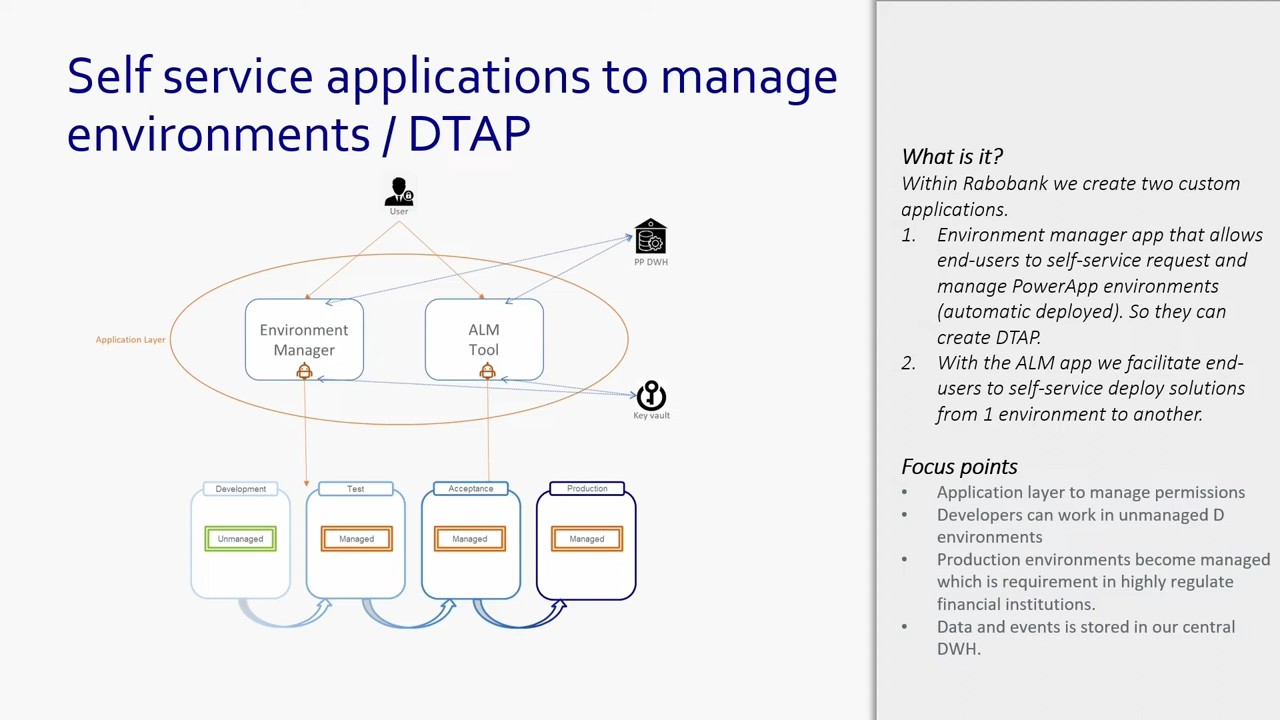 Self service applications to manage
environments / DTAP
User
PP DWH
Application Layer
Environment
Manager
ALM
Tool
Key vault
Development
Test
Acceptance
Production
Unmanaged
Managed
Managed
Managed
What is it?
Within Rabobank we create two custom
applications.
1. Environment manager app that allows
end-users to self-service request and
manage PowerApp environments
(automatic deployed). So they can
create DTAP.
2. With the ALM app we facilitate end-
users to self-service deploy solutions
from 1 environment to another.
Focus points
• Application layer to manage permissions
• Developers can work in unmanaged D
environments
• Production environments become managed
which is requirement in highly regulate
financial institutions.
• Data and events is stored in our central
DWH.